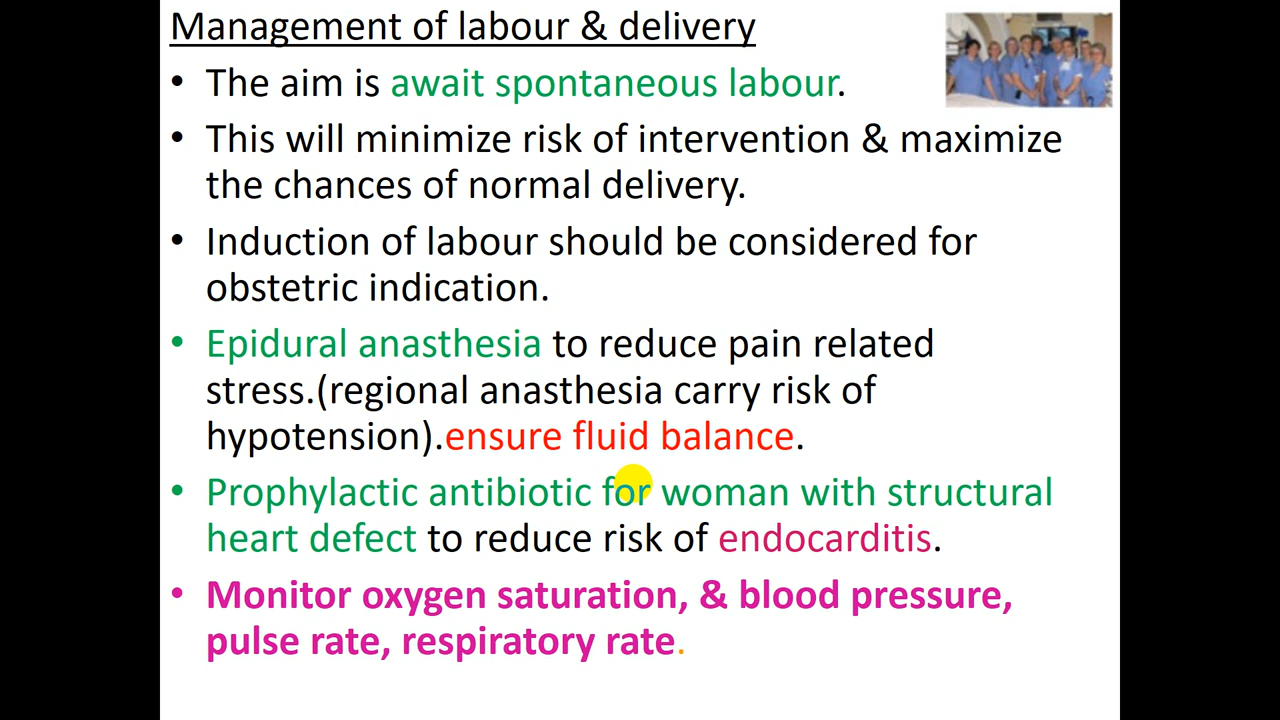 Management of labour & delivery
• The aim is await spontaneous labour.
• This will minimize risk of intervention & maximize
the chances of normal delivery.
• Induction of labour should be considered for
obstetric indication.
• Epidural anasthesia to reduce pain related
stress.(regional anasthesia carry risk of
hypotension).ensure fluid balance.
• Prophylactic antibiotic for woman with structural
heart defect to reduce risk of endocarditis.
• Monitor oxygen saturation, & blood pressure,
pulse rate, respiratory rate.